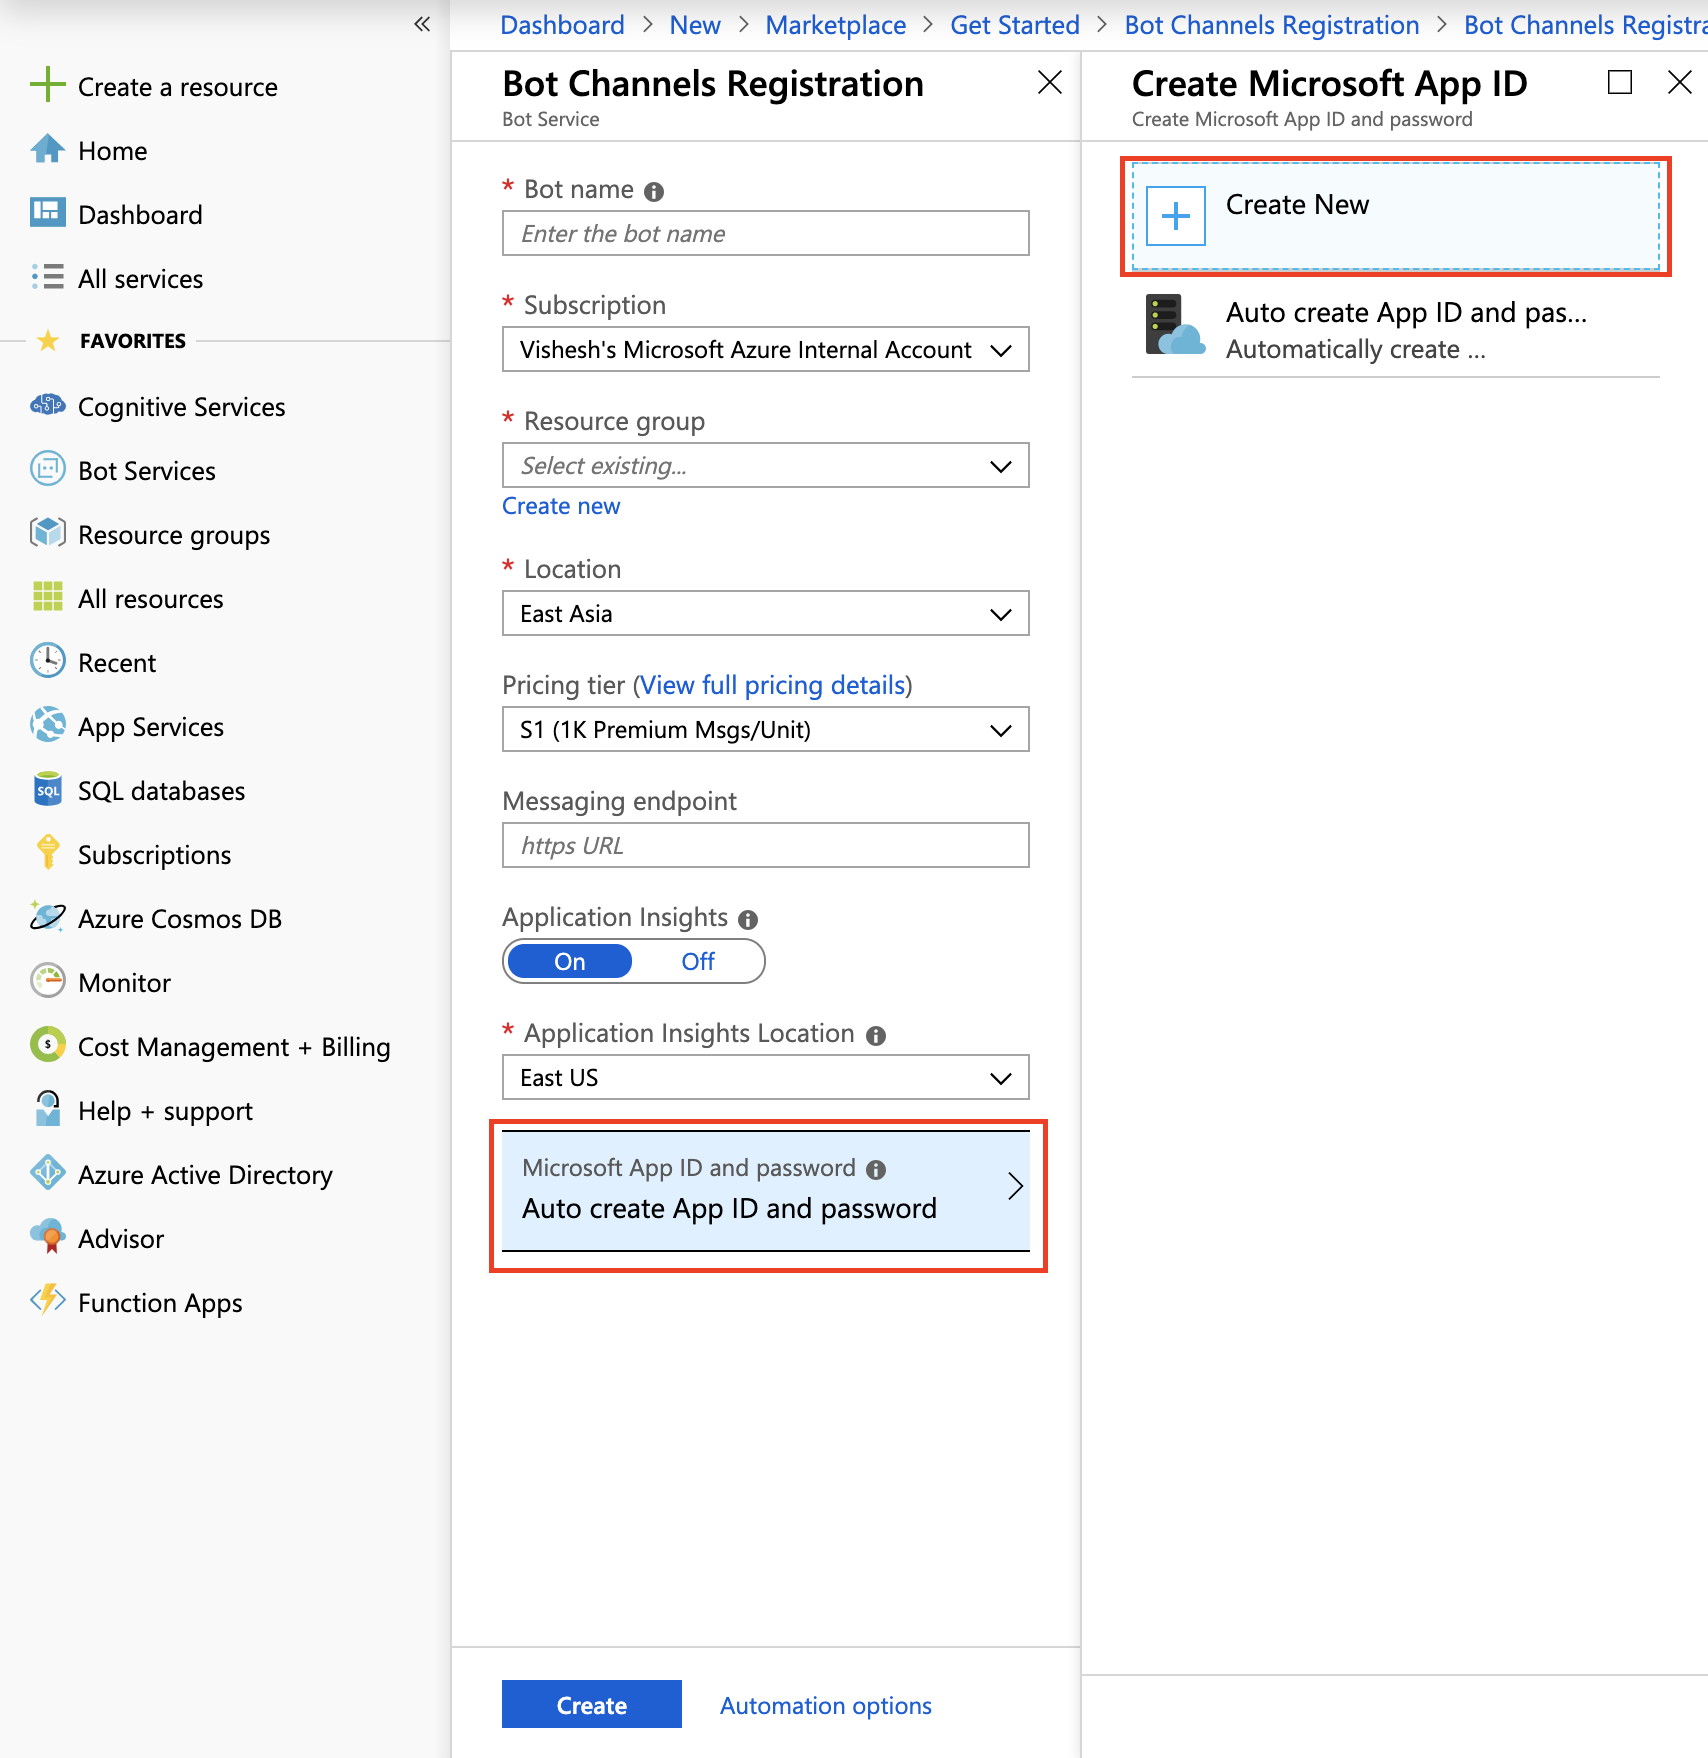 «
Create a resource
Home
Dashboard
All services
FAVORITES
Cognitive Services
Bot Services
Resource groups
All resources
Recent
App Services
SQL
SQL databases
Subscriptions
Azure Cosmos DB
Monitor
$
Cost Management + Billing
Help + support
Azure Active Directory
Advisor
Function Apps
Dashboard > New > Marketplace > Get Started > Bot Channels Registration > Bot Channels Registra
Bot Channels Registration
Bot Service
* Bot name
Enter the bot name
* Subscription
Vishesh's Microsoft Azure Internal Account
* Resource group
Select existing...
Create new
* Location
East Asia
Pricing tier (View full pricing details)
S1 (1K Premium Msgs/Unit)
Messaging endpoint
https URL
Application Insights
On Off
* Application Insights Location
East US
Microsoft App ID and password
Auto create App ID and password
Create Automation options
Create Microsoft App ID
Create Microsoft App ID and password
Create New
Auto create App ID and pas...
Automatically create ...